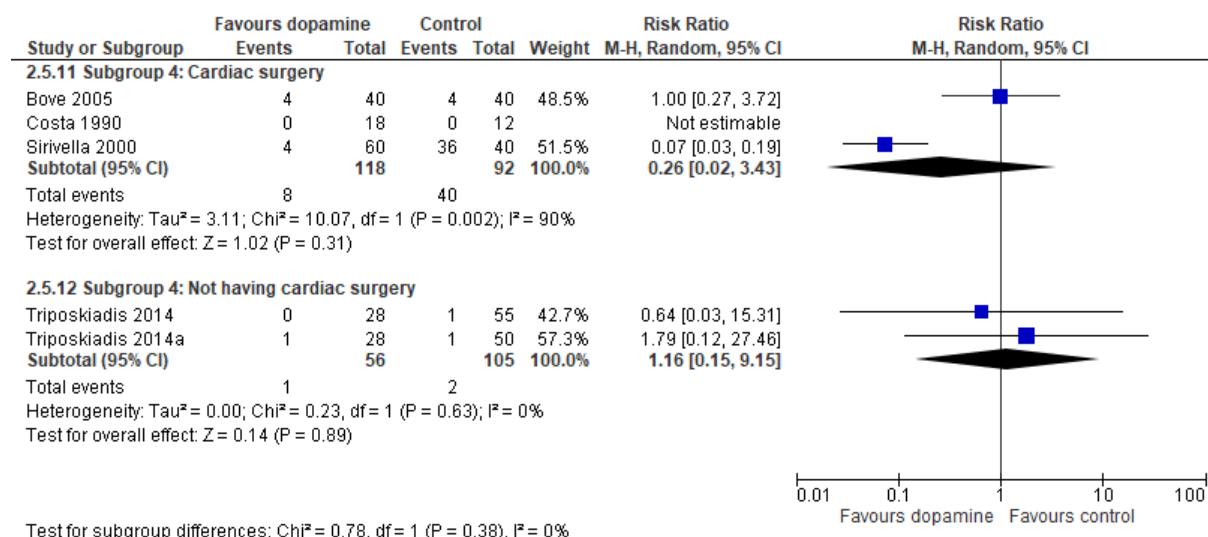 Favours dopamine Control Risk Ratio Risk Ratio
Study or Subgroup Events Total Events Total Weight M-H, Random, 95% CI M-H, Random, 95% CI
2.5.11 Subgroup 4: Cardiac surgery
Bove 2005 4 40 4 40 48.5% 1.00 [0.27, 3.72]
Costa 1990 0 18 0 12 Not estimable
Sirivella 2000 4 60 36 40 51.5% 0.07 [0.03, 0.19]
Subtotal (95% CI) 118 92 100.0% 0.26 [0.02, 3.43]
Total events 8 40
Heterogeneity: Tau² = 3.11; Chi² = 10.07, df = 1 (P = 0.002); I² = 90%
Test for overall effect: Z = 1.02 (P = 0.31)
2.5.12 Subgroup 4: Not having cardiac surgery
Triposkiadis 2014 0 28 1 55 42.7% 0.64 [0.03, 15.31]
Triposkiadis 2014a 1 28 1 50 57.3% 1.79 [0.12, 27.46]
Subtotal (95% CI) 56 105 100.0% 1.16 [0.15, 9.15]
Total events 1 2
Heterogeneity: Tau² = 0.00; Chi² = 0.23, df = 1 (P = 0.63); I² = 0%
Test for overall effect: Z = 0.14 (P = 0.89)
0.01 0.1 1 10 100
Favours dopamine Favours control
Test for subgroup differences: Chi² = 0.78, df = 1 (P = 0.38), I² = 0%